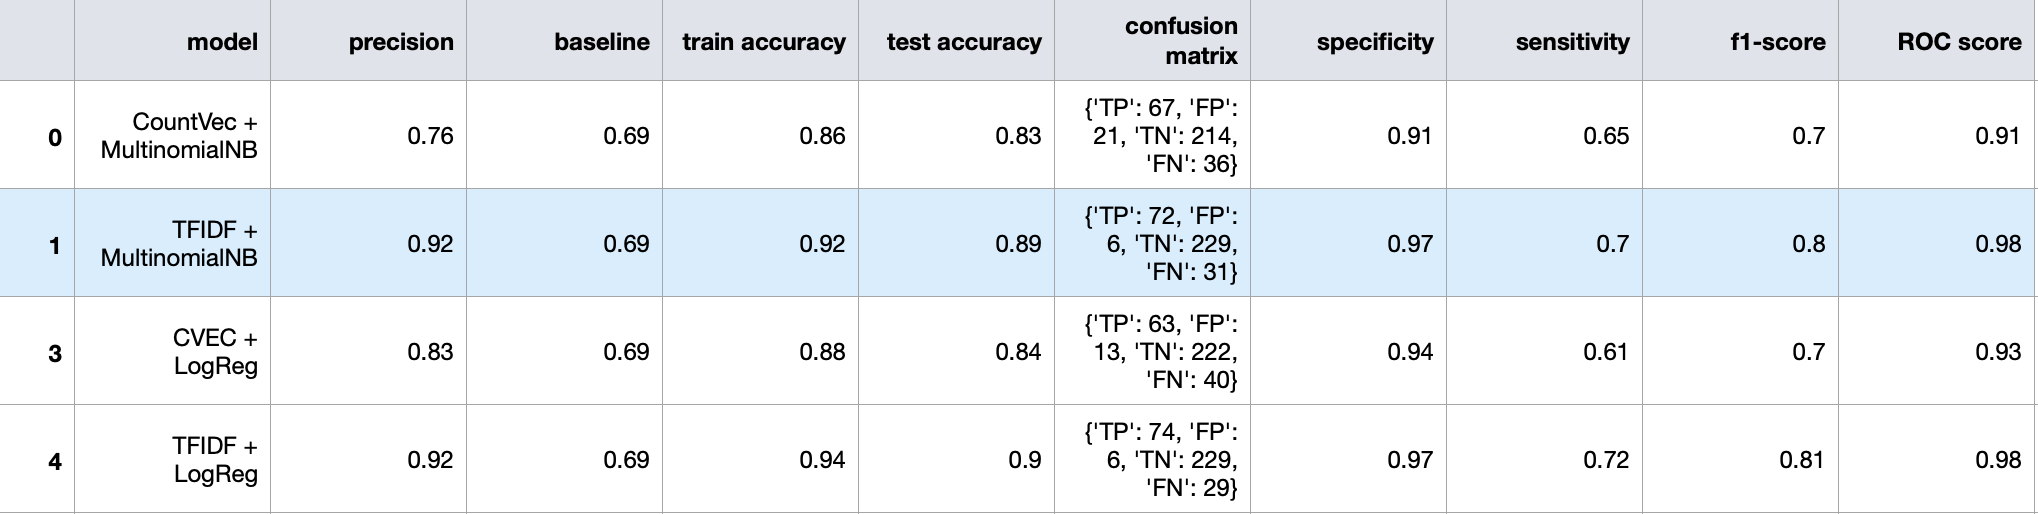 model precision baseline train accuracy test accuracy confusion matrix specificity sensitivity f1-score ROC score
0 CountVec + MultinomialNB 0.76 0.69 0.86 0.83 {'TP': 67, 'FP': 21, 'TN': 214, 'FN': 36} 0.91 0.65 0.7 0.91
1 TFIDF + MultinomialNB 0.92 0.69 0.92 0.89 {'TP': 72, 'FP': 6, 'TN': 229, 'FN': 31} 0.97 0.7 0.8 0.98
3 CVEC + LogReg 0.83 0.69 0.88 0.84 {'TP': 63, 'FP': 13, 'TN': 222, 'FN': 40} 0.94 0.61 0.7 0.93
4 TFIDF + LogReg 0.92 0.69 0.94 0.9 {'TP': 74, 'FP': 6, 'TN': 229, 'FN': 29} 0.97 0.72 0.81 0.98